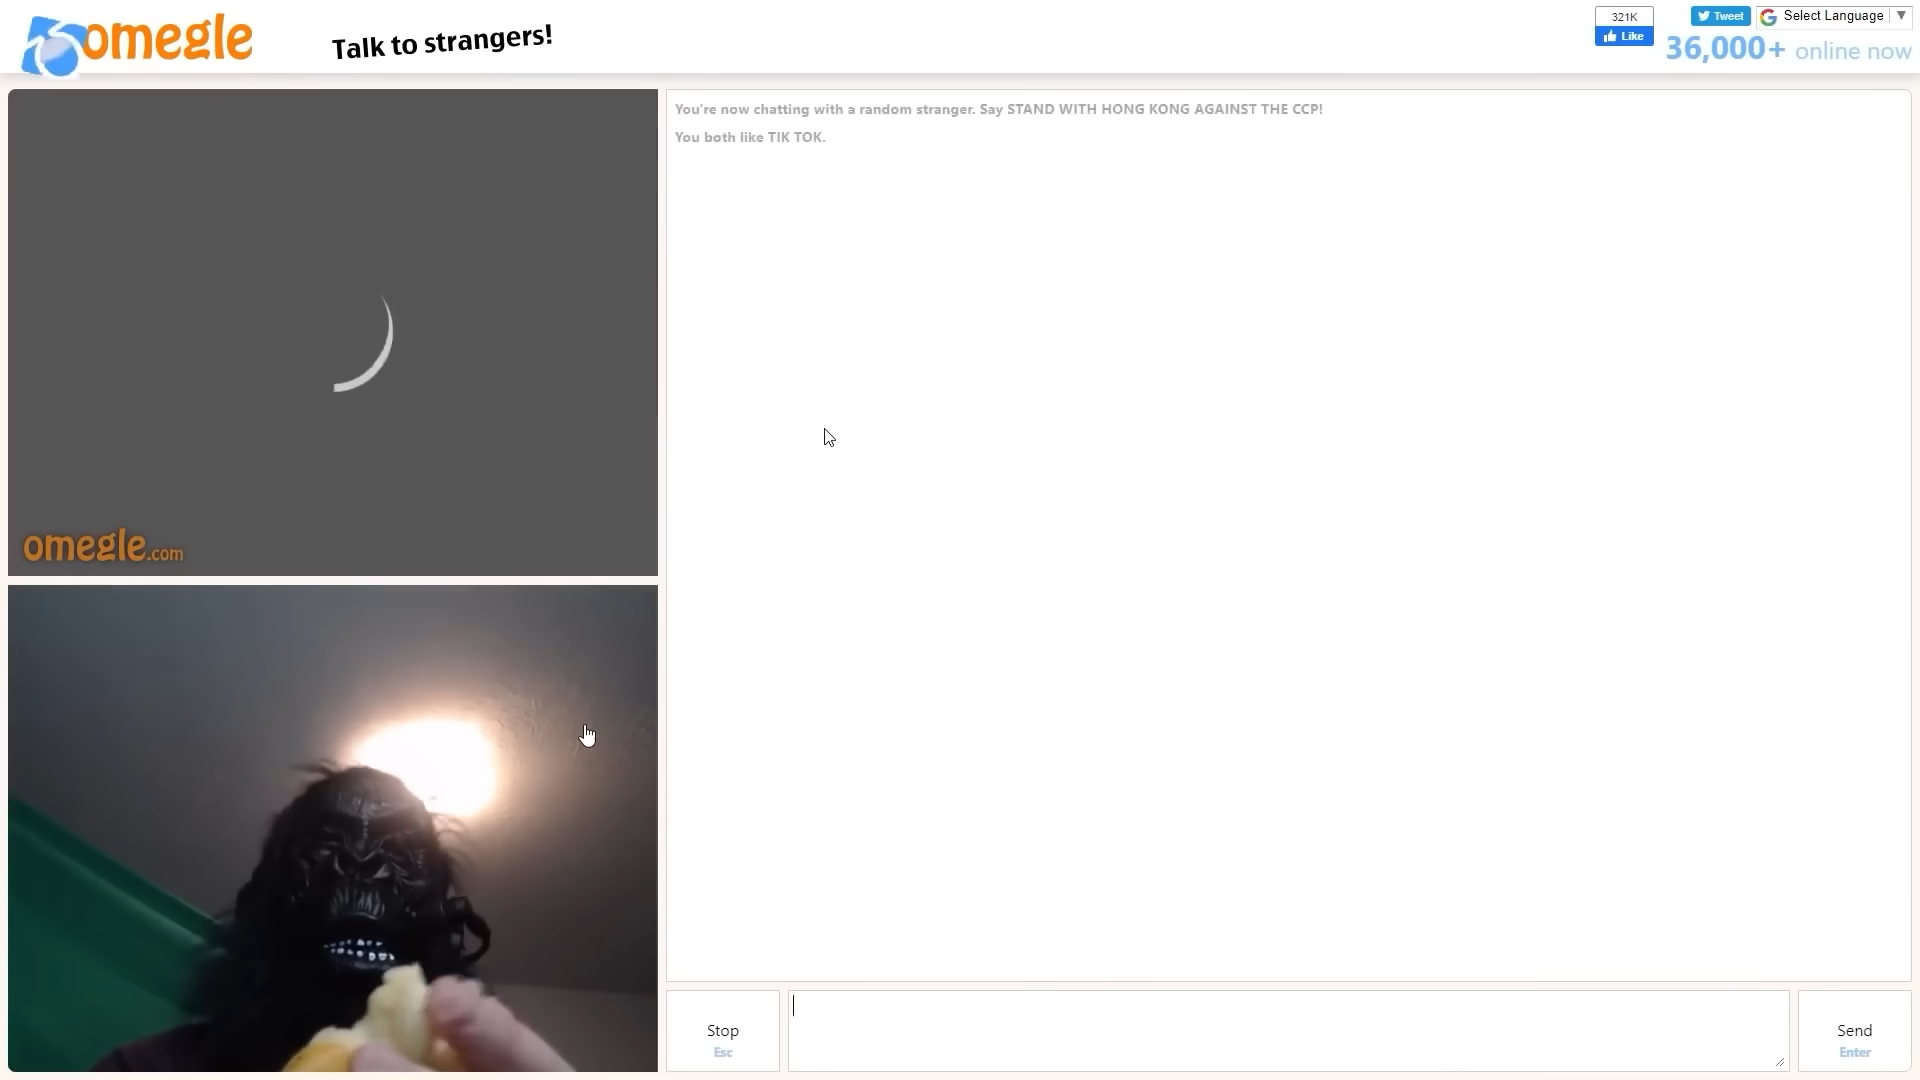 omegle
Talk to strangers!
321K
Like
Tweet
Select Language
36,000+ online now
You're now chatting with a random stranger. Say STAND WITH HONG KONG AGAINST THE CCP!
You both like TIK TOK.
omegle.com
Stop
Esc
Send
Enter